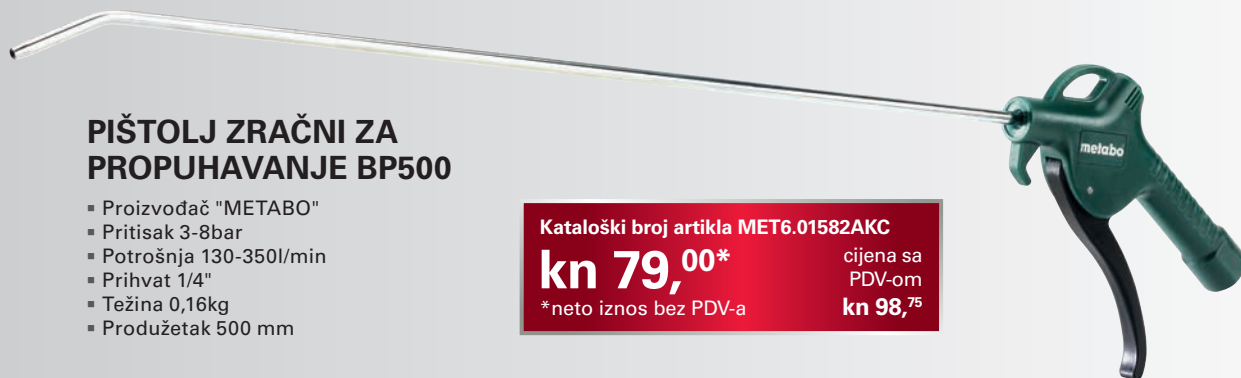 metabo
PIŠTOLJ ZRAČNI ZA
PROPUHAVANJE BP500
▪ Proizvođač "METABO"
▪ Pritisak 3-8bar
▪ Potrošnja 130-350l/min
▪ Prihvat 1/4"
▪ Težina 0,16kg
▪ Produžetak 500 mm
Kataloški broj artikla MET6.01582AKC
kn 79,00*
*neto iznos bez PDV-a
cijena sa
PDV-om
kn 98,75